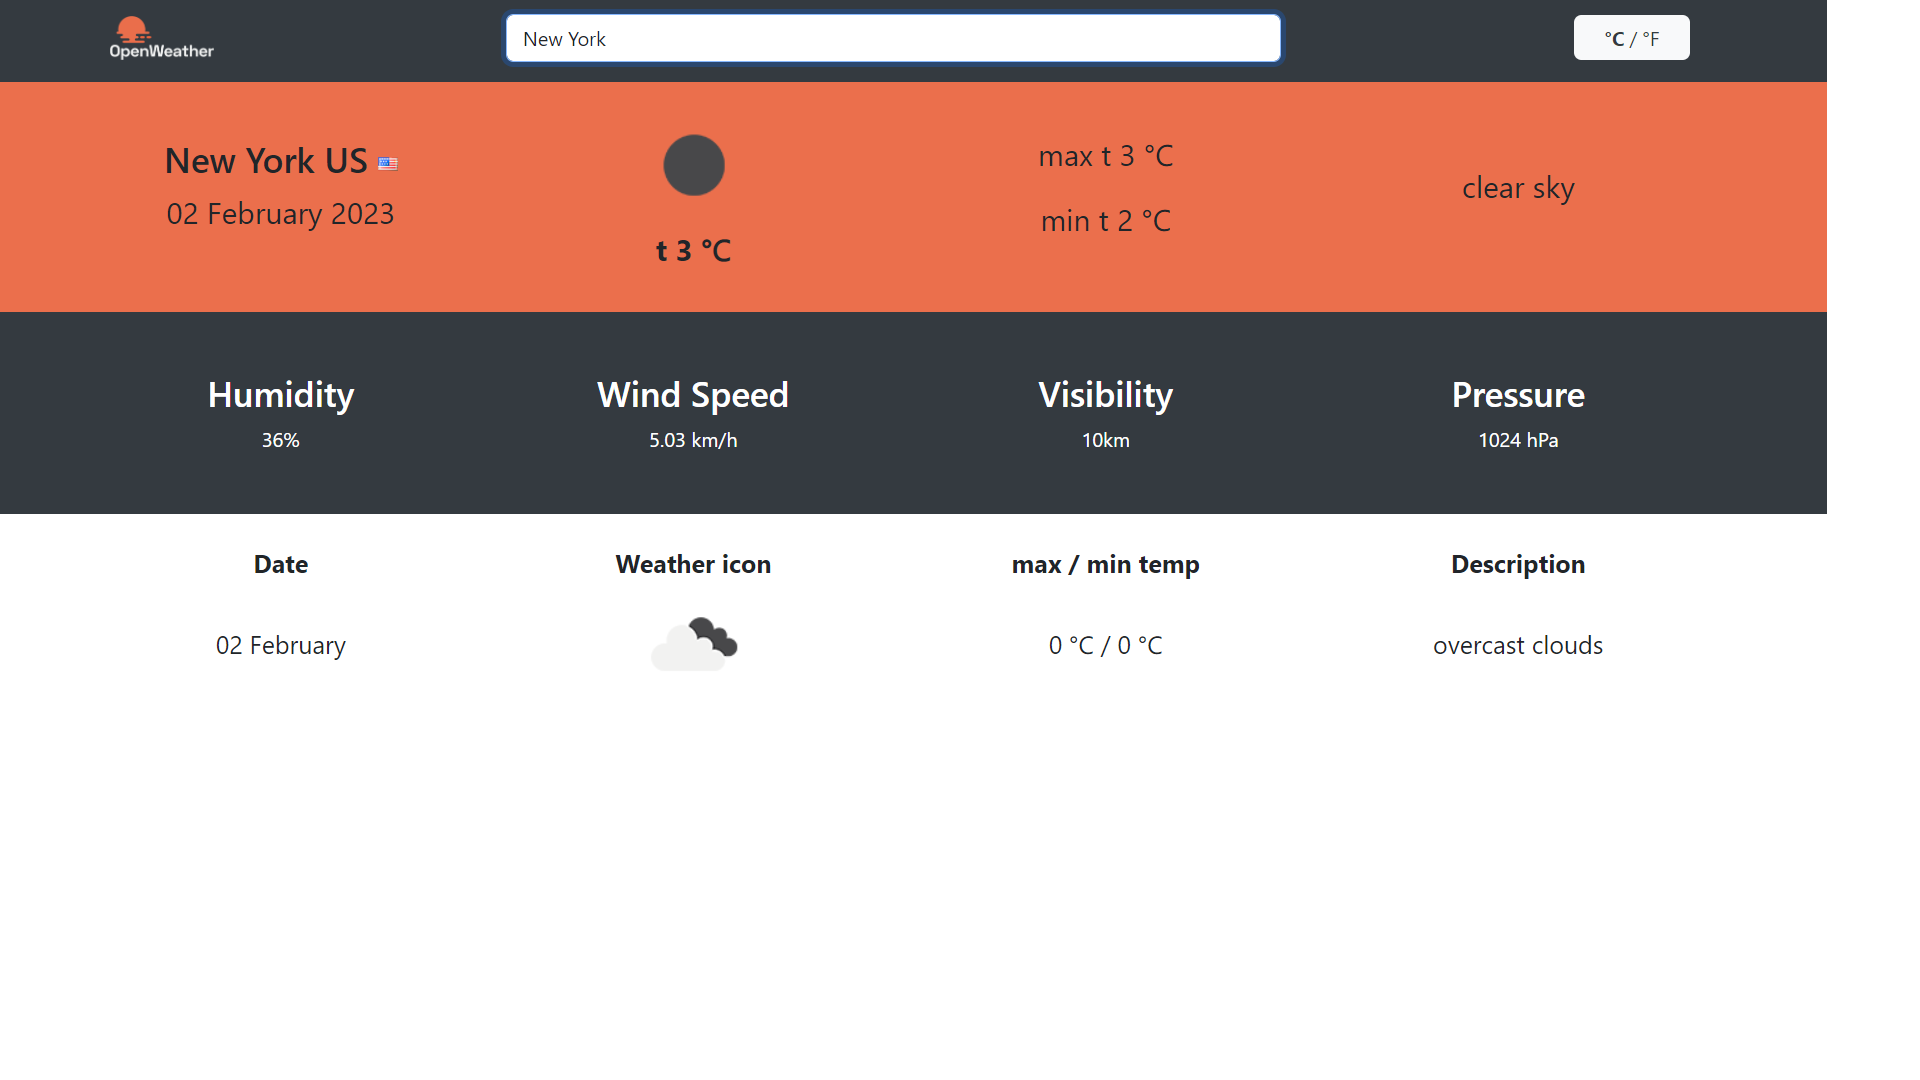 OpenWeather
New York
°C / °F
New York US
02 February 2023
t 3 °C
max t 3 °C
min t 2 °C
clear sky
Humidity
36%
Wind Speed
5.03 km/h
Visibility
10km
Pressure
1024 hPa
Date
Weather icon
max / min temp
Description
02 February
0 °C / 0 °C
overcast clouds